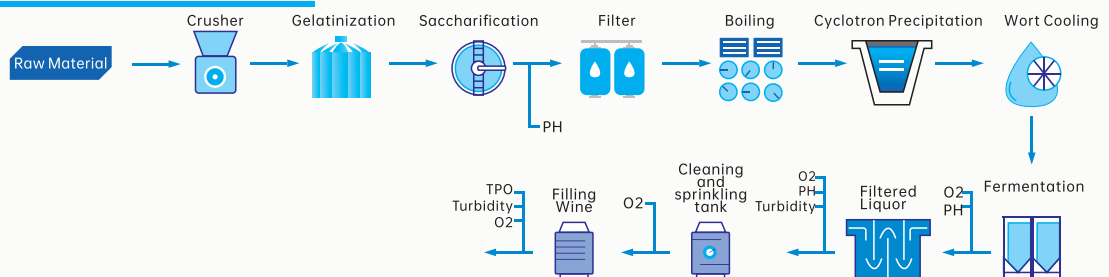 Crusher
Gelatinization
Saccharification
Filter
Boiling
Cyclotron Precipitation
Wort Cooling
Raw Material
PH
Fermentation
O2
PH
Filtered
Liquor
O2
PH
Turbidity
Cleaning
and
sprinkling
tank
O2
Filling
Wine
TPO
Turbidity
O2